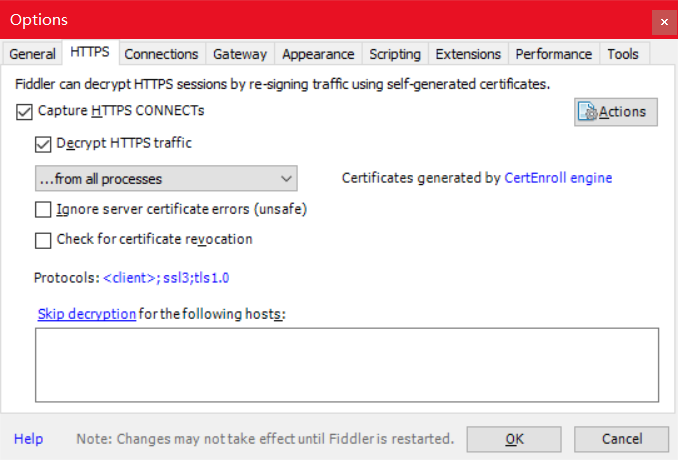 Options
General HTTPS Connections Gateway Appearance Scripting Extensions Performance Tools
Fiddler can decrypt HTTPS sessions by re-signing traffic using self-generated certificates.
Capture HTTPS CONNECTs Actions
Decrypt HTTPS traffic
...from all processes Certificates generated by CertEnroll engine
Ignore server certificate errors (unsafe)
Check for certificate revocation
Protocols: <client>; ssl3;tls1.0
Skip decryption for the following hosts:
Help Note: Changes may not take effect until Fiddler is restarted. OK Cancel